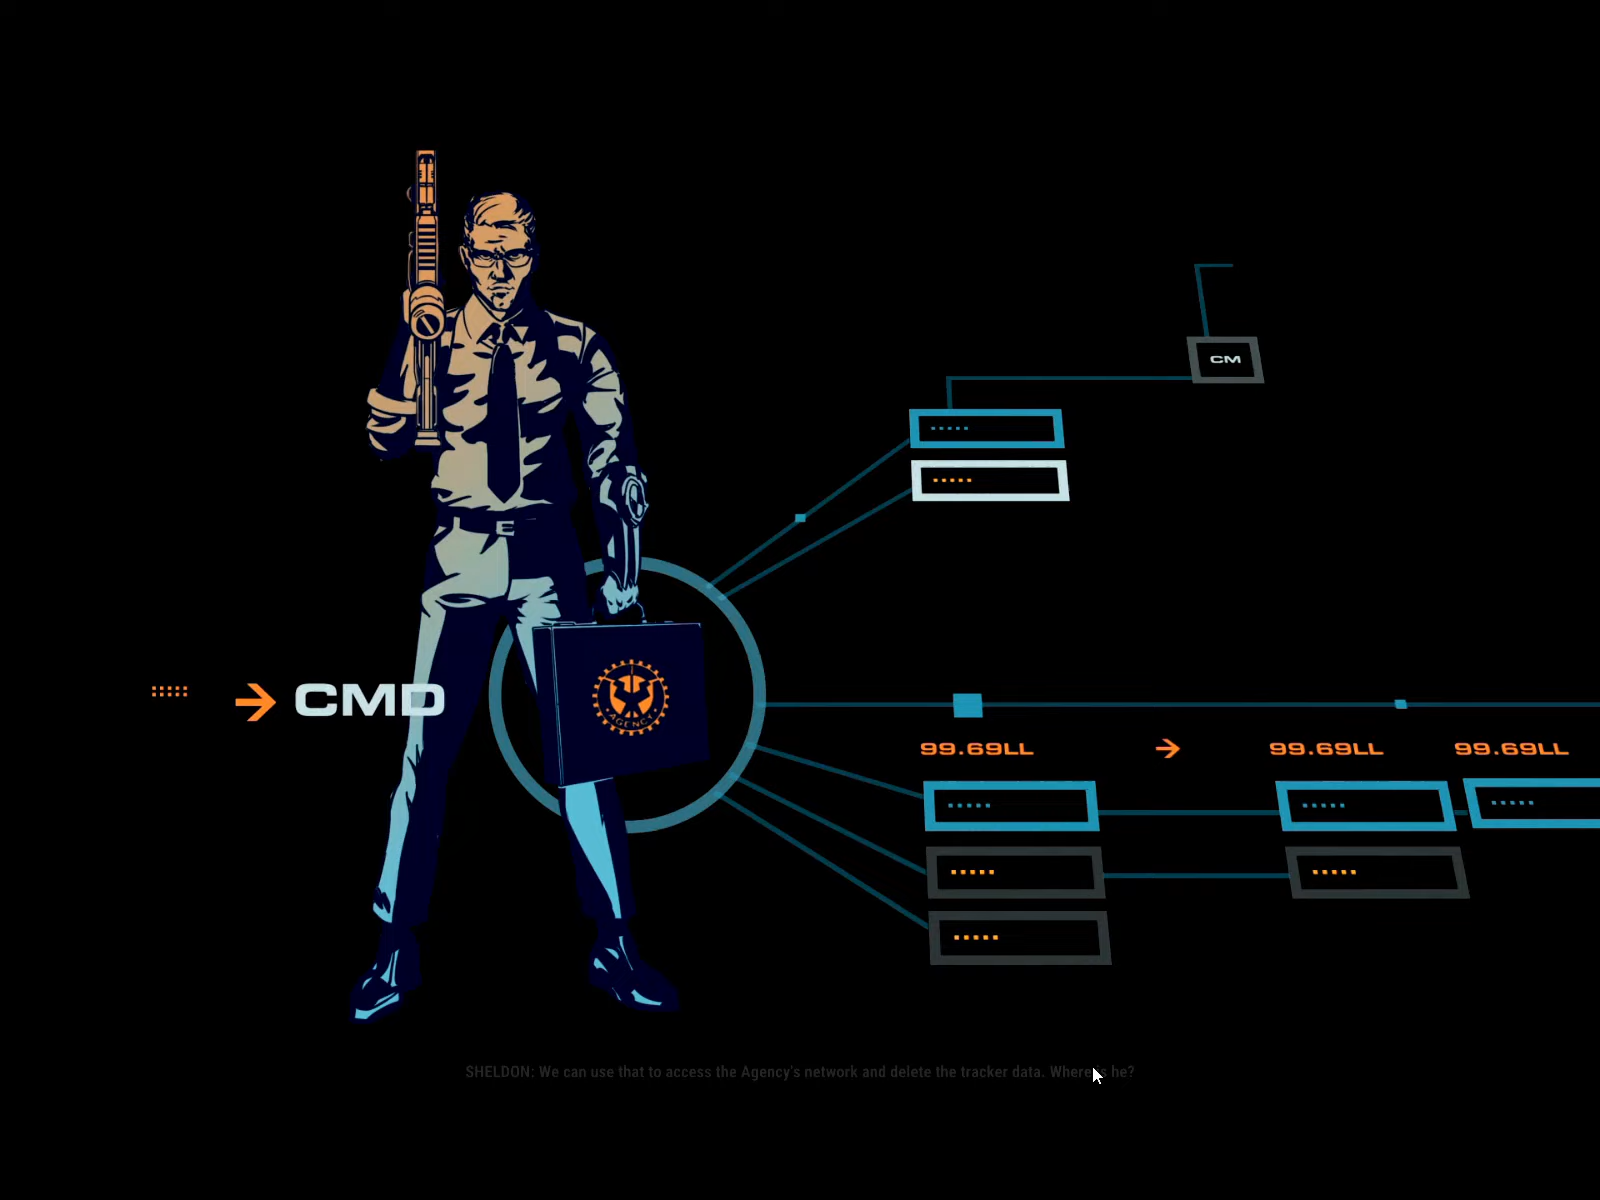 CM
CMD
AGENCY
99.69LL
99.69LL
99.69LL
SHELDON: We can use that to access the Agency's network and delete the tracker data. Where is he?